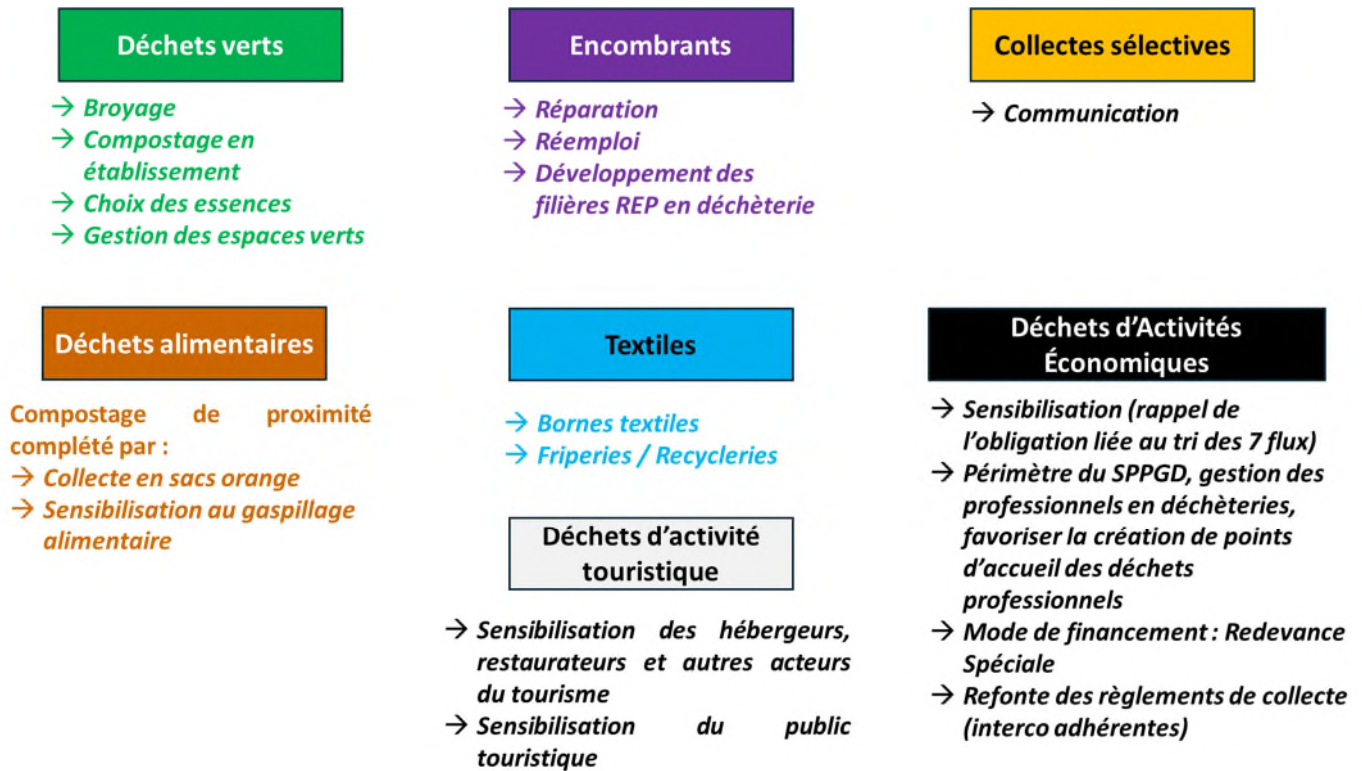 Déchets verts
→ Broyage
→ Compostage en
établissement
→ Choix des essences
→ Gestion des espaces verts
Encombrants
→ Réparation
→ Réemploi
→ Développement des
filières REP en déchèterie
Collectes sélectives
→ Communication
Déchets alimentaires
Compostage de proximité
complété par :
→ Collecte en sacs orange
→ Sensibilisation au gaspillage
alimentaire
Textiles
→ Bornes textiles
→ Friperies / Recycleries
Déchets d’activité
touristique
→ Sensibilisation des hébergeurs,
restaurateurs et autres acteurs
du tourisme
→ Sensibilisation du public
touristique
Déchets d’Activités
Économiques
→ Sensibilisation (rappel de
l’obligation liée au tri des 7 flux)
→ Périmètre du SPPGD, gestion des
professionnels en déchèteries,
favoriser la création de points
d’accueil des déchets
professionnels
→ Mode de financement : Redevance
Spéciale
→ Refonte des règlements de collecte
(interco adhérentes)